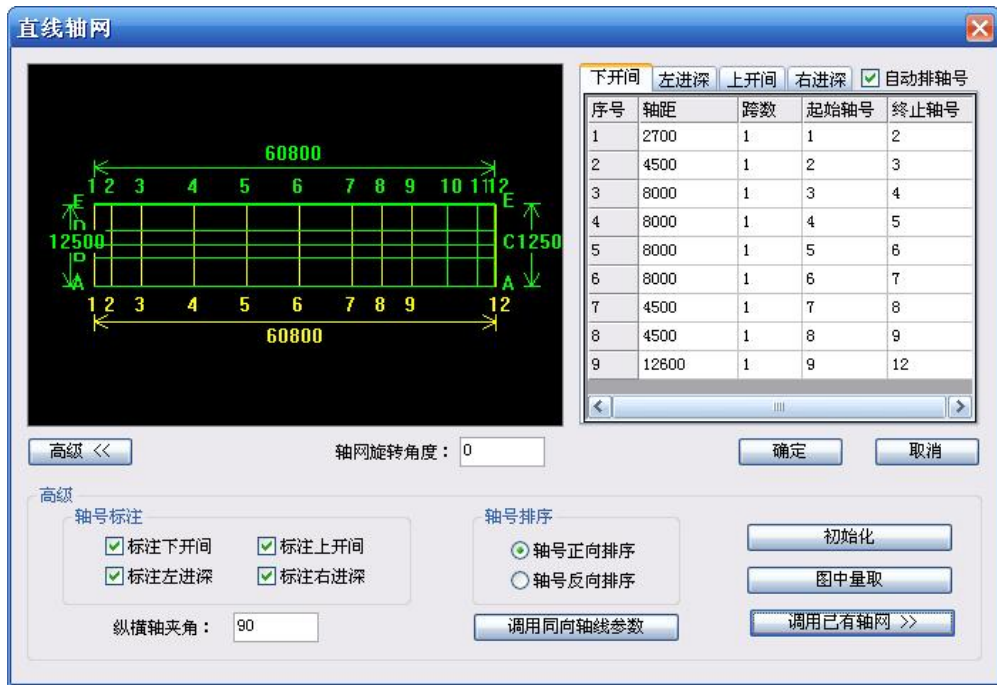 直线轴网
下开间 左进深 上开间 右进深 自动排轴号
序号 轴距 跨数 起始轴号 终止轴号
1 2700 1 1 2
2 4500 1 2 3
3 8000 1 3 4
4 8000 1 4 5
5 8000 1 5 6
6 8000 1 6 7
7 4500 1 7 8
8 4500 1 8 9
9 12600 1 9 12
60800
1 2 3 4 5 6 7 8 9 10 11 12
E E
D
12500 C 1250
B
A A
1 2 3 4 5 6 7 8 9 12
60800
高级 << 轴网旋转角度： 0 确定 取消
高级
轴号标注 轴号排序
标注下开间 标注上开间 轴号正向排序 初始化
标注左进深 标注右进深 轴号反向排序 图中量取
纵横轴夹角： 90 调用同向轴线参数 调用已有轴网 >>